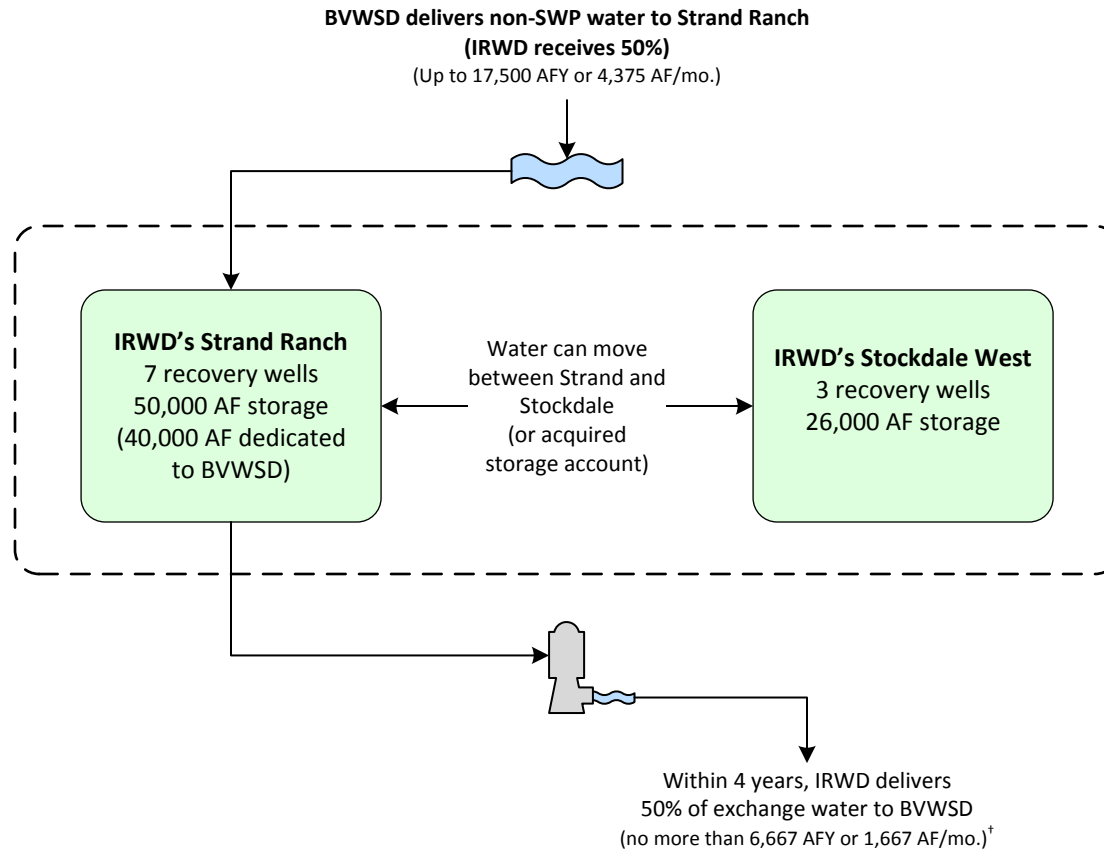 BVWSD delivers non-SWP water to Strand Ranch
(IRWD receives 50%)
(Up to 17,500 AFY or 4,375 AF/mo.)
IRWD’s Strand Ranch
7 recovery wells
50,000 AF storage
(40,000 AF dedicated
to BVWSD)
Water can move
between Strand and
Stockdale
(or acquired
storage account)
IRWD’s Stockdale West
3 recovery wells
26,000 AF storage
Within 4 years, IRWD delivers
50% of exchange water to BVWSD
(no more than 6,667 AFY or 1,667 AF/mo.)†